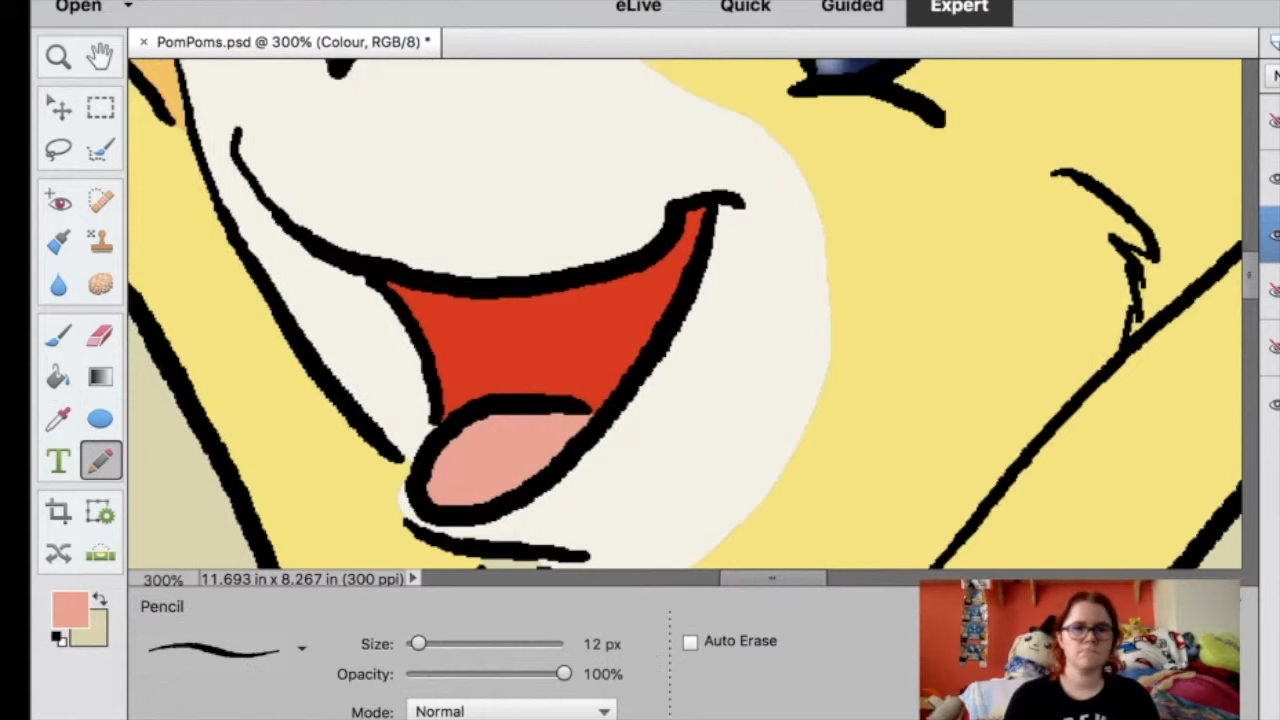 Open eLive Quick Guided Expert
× PomPoms.psd @ 300% (Colour, RGB/8) *
T
300% 11.693 in x 8.267 in (300 ppi)
Pencil
Size: 12 px Auto Erase
Opacity: 100%
Mode: Normal